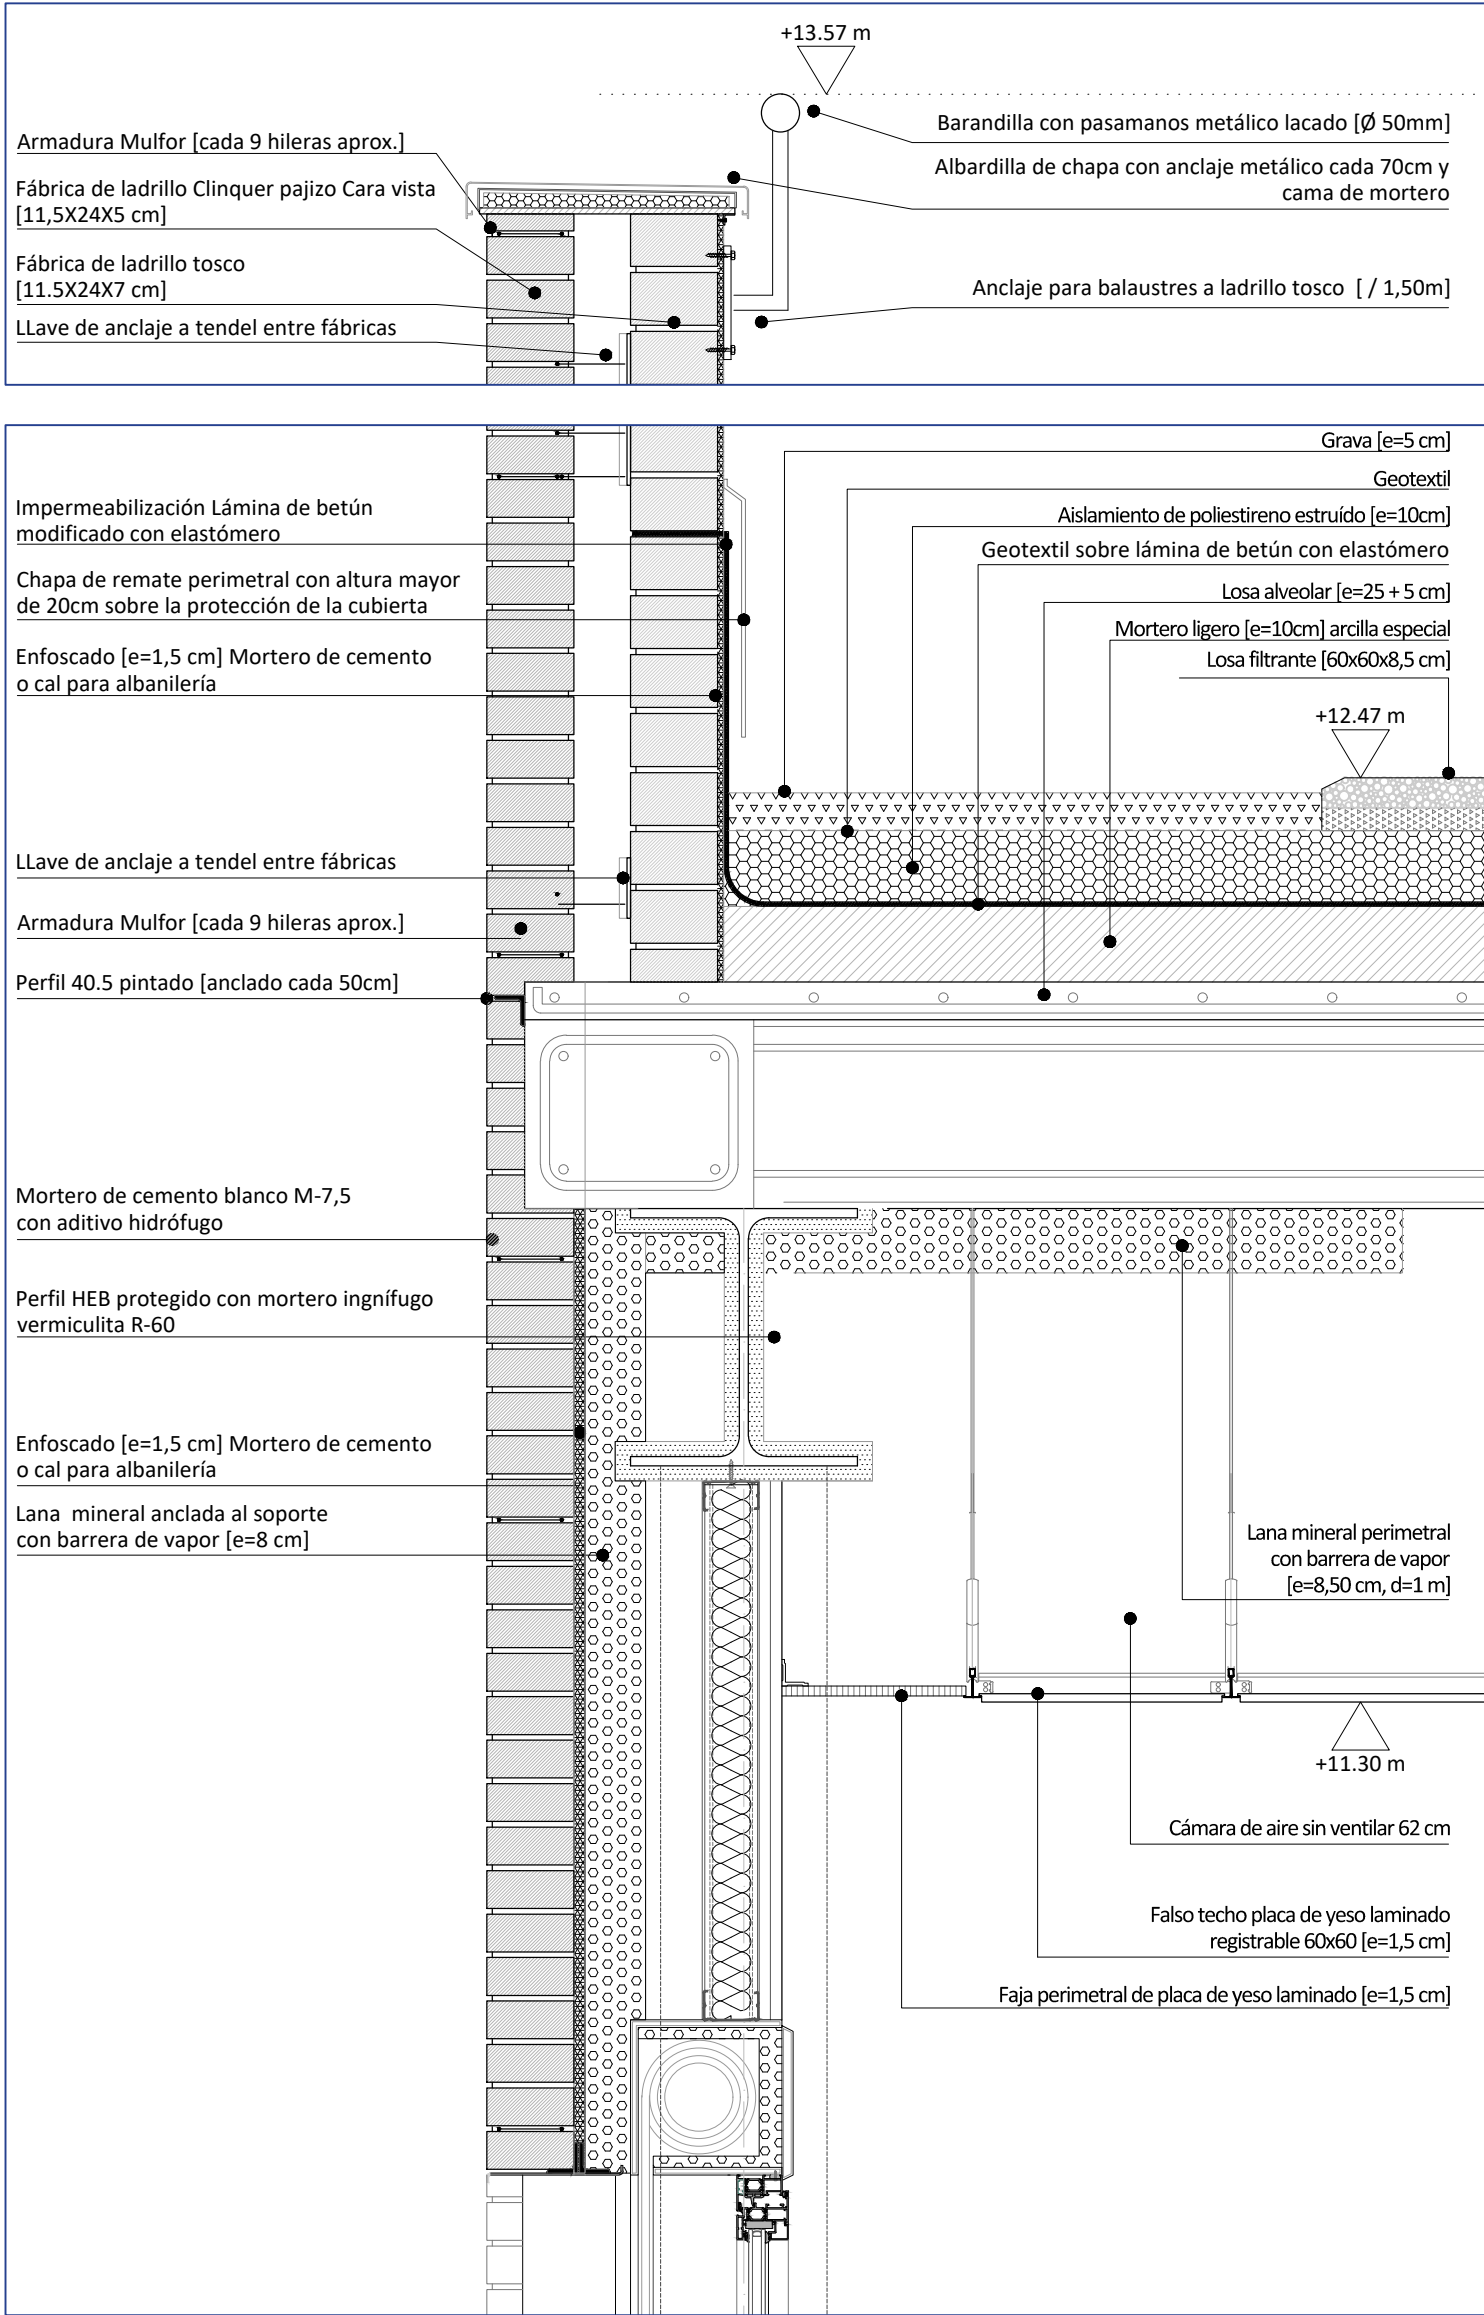 +13.57 m
Armadura Mulfor [cada 9 hileras aprox.]
Fábrica de ladrillo Clinquer pajizo Cara vista
[11,5X24X5 cm]
Fábrica de ladrillo tosco
[11.5X24X7 cm]
LLave de anclaje a tendel entre fábricas
Barandilla con pasamanos metálico lacado [Ø 50mm]
Albardilla de chapa con anclaje metálico cada 70cm y
cama de mortero
Anclaje para balaustres a ladrillo tosco [ / 1,50m]
Impermeabilización Lámina de betún
modificado con elastómero
Chapa de remate perimetral con altura mayor
de 20cm sobre la protección de la cubierta
Enfoscado [e=1,5 cm] Mortero de cemento
o cal para albanilería
LLave de anclaje a tendel entre fábricas
Armadura Mulfor [cada 9 hileras aprox.]
Perfil 40.5 pintado [anclado cada 50cm]
Mortero de cemento blanco M-7,5
con aditivo hidrófugo
Perfil HEB protegido con mortero ingnífugo
vermiculita R-60
Enfoscado [e=1,5 cm] Mortero de cemento
o cal para albanilería
Lana mineral anclada al soporte
con barrera de vapor [e=8 cm]
Grava [e=5 cm]
Geotextil
Aislamiento de poliestireno estruído [e=10cm]
Geotextil sobre lámina de betún con elastómero
Losa alveolar [e=25 + 5 cm]
Mortero ligero [e=10cm] arcilla especial
Losa filtrante [60x60x8,5 cm]
+12.47 m
Lana mineral perimetral
con barrera de vapor
[e=8,50 cm, d=1 m]
+11.30 m
Cámara de aire sin ventilar 62 cm
Falso techo placa de yeso laminado
registrable 60x60 [e=1,5 cm]
Faja perimetral de placa de yeso laminado [e=1,5 cm]